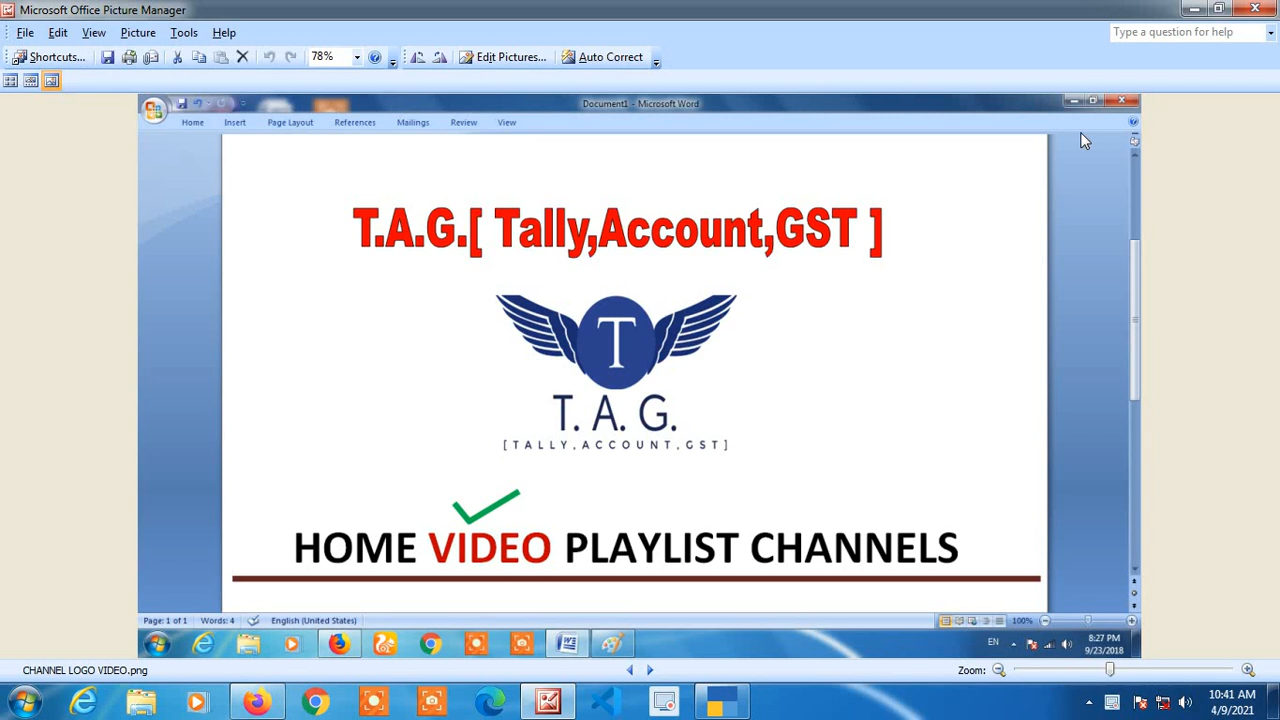 Microsoft Office Picture Manager
File Edit View Picture Tools Help
Type a question for help
Shortcuts... 78% Edit Pictures... Auto Correct
Document1 - Microsoft Word
Home Insert Page Layout References Mailings Review View
T.A.G.[ Tally,Account,GST ]
T
T. A. G.
[TALLY,ACCOUNT,GST]
HOME VIDEO PLAYLIST CHANNELS
Page: 1 of 1 Words: 4 English (United States) 100%
EN 8:27 PM
9/23/2018
CHANNEL LOGO VIDEO.png Zoom:
10:41 AM
4/9/2021